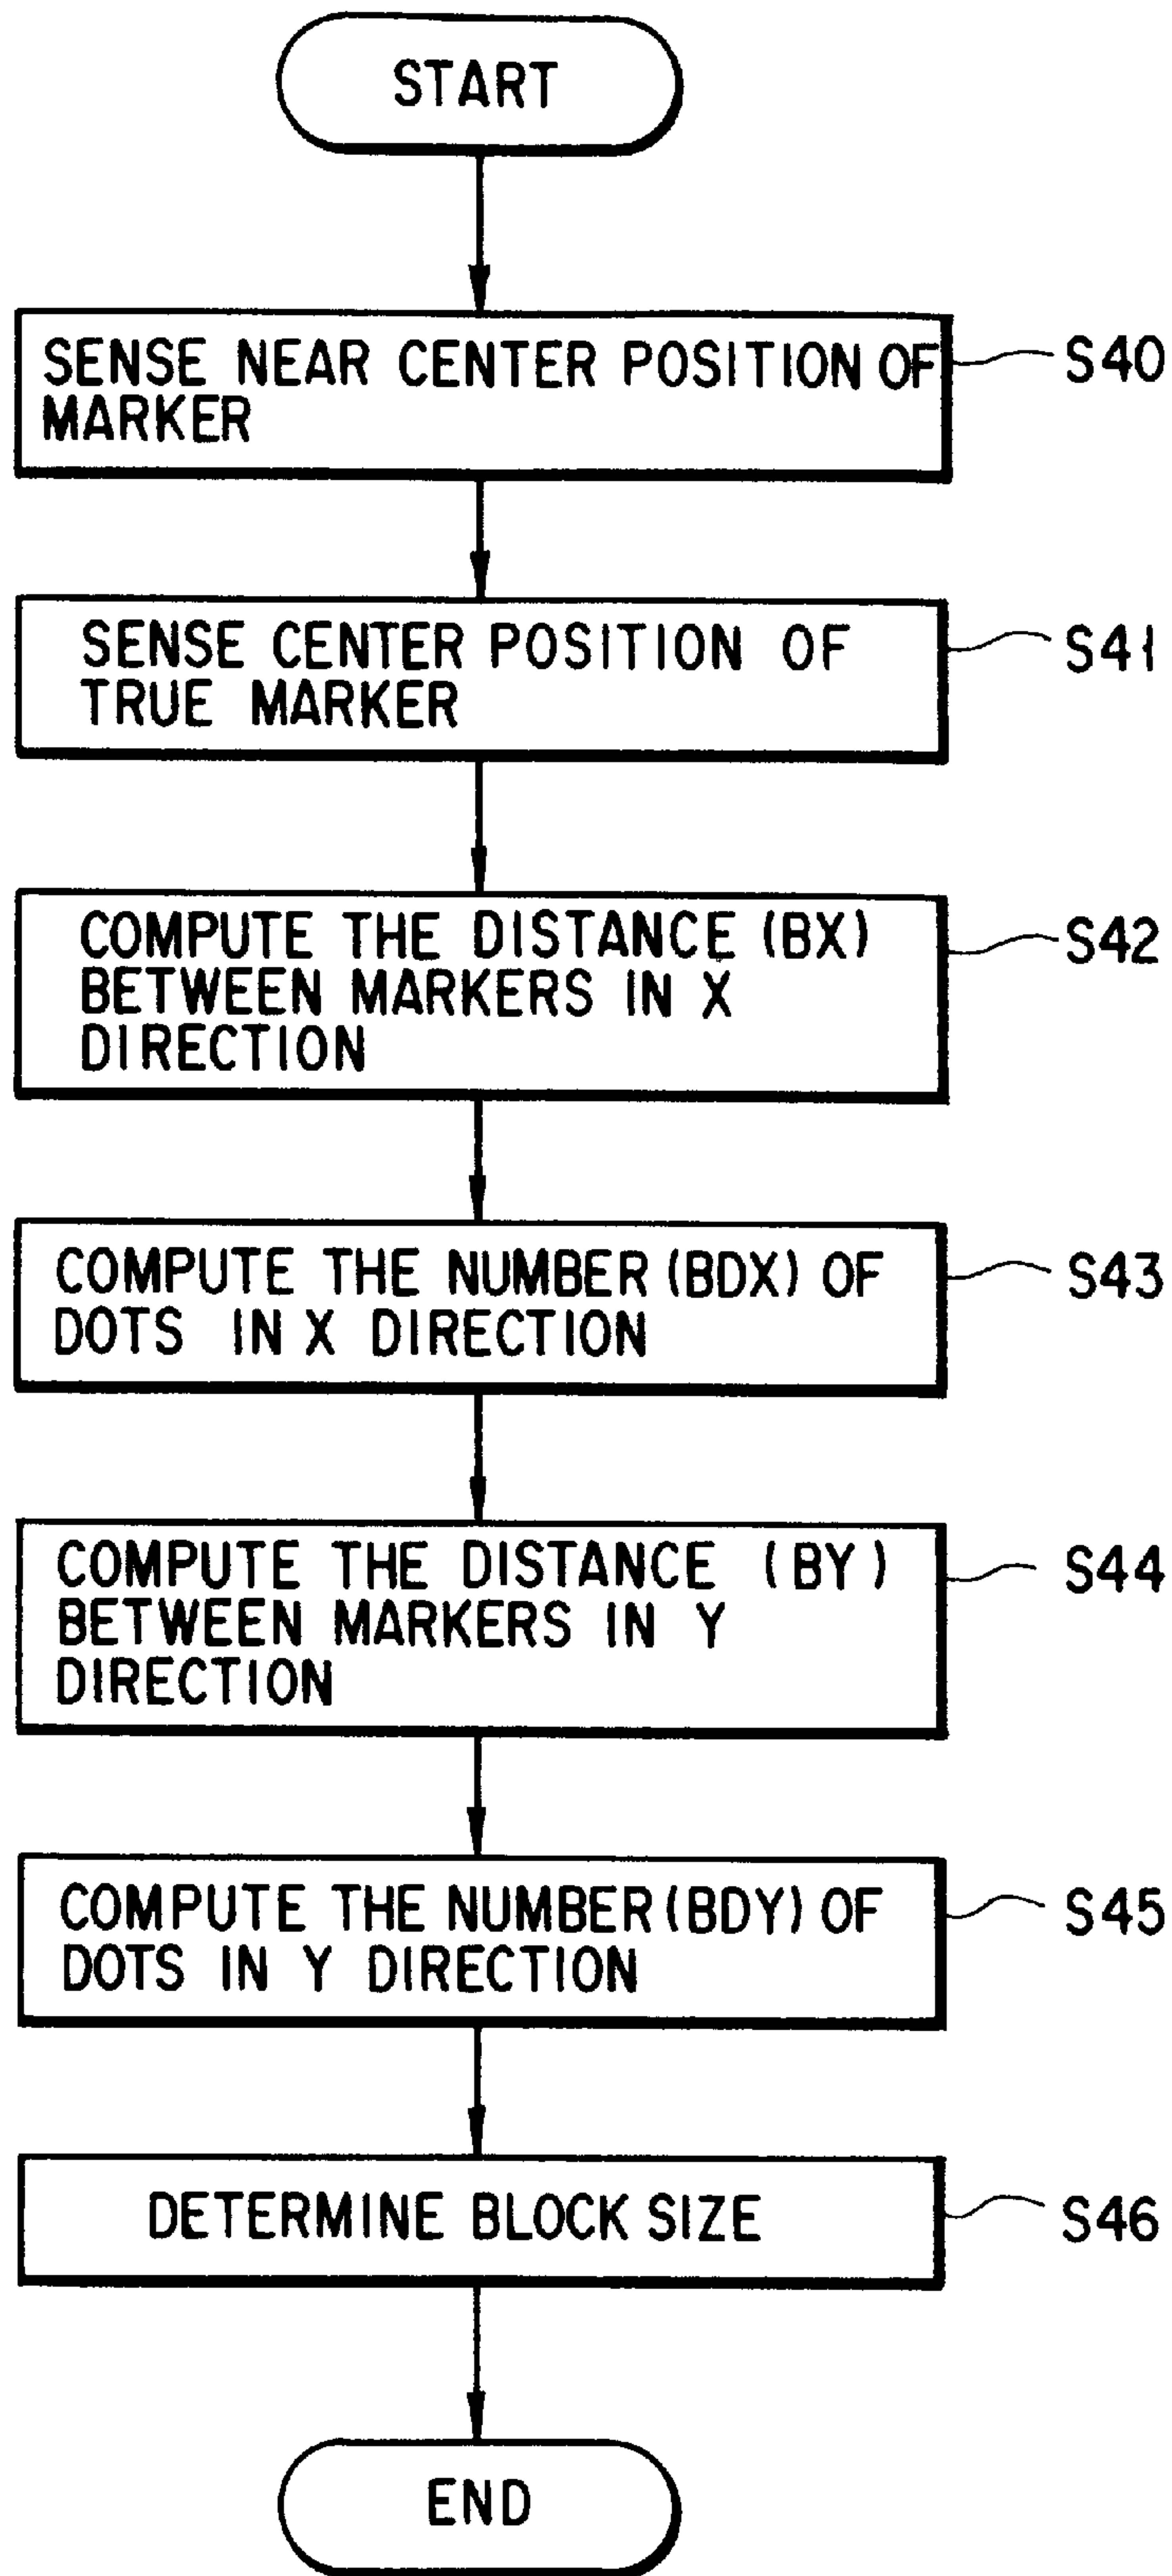 START
SENSE NEAR CENTER POSITION OF
MARKER
S40
SENSE CENTER POSITION OF
TRUE MARKER
S41
COMPUTE THE DISTANCE (BX)
BETWEEN MARKERS IN X
DIRECTION
S42
COMPUTE THE NUMBER (BDX) OF
DOTS IN X DIRECTION
S43
COMPUTE THE DISTANCE (BY)
BETWEEN MARKERS IN Y
DIRECTION
S44
COMPUTE THE NUMBER (BDY) OF
DOTS IN Y DIRECTION
S45
DETERMINE BLOCK SIZE
S46
END